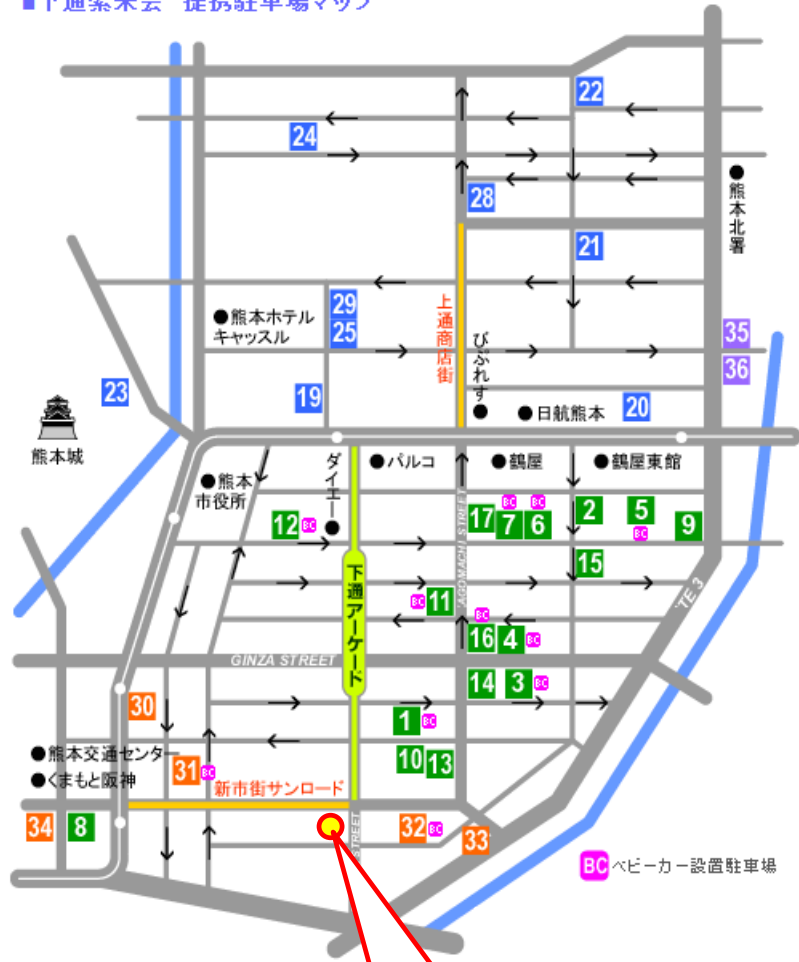 ■下通繁栄会 提携駐車場マップ
22
24
28
●熊本北署
21
29
25
●熊本ホテル
キャッスル
上通商店街
びぷれす●
35
36
23
19
●日航熊本
20
熊本城
●熊本
市役所
ダイエー●
●パルコ
●鶴屋
●鶴屋東館
12 BC
17
BC
7
BC
6
2
5
BC
9
15
下通アーケード
BC 11
AGOMACHI STREET
TE 3
BC
16
4 BC
GINZA STREET
14
3 BC
30
1 BC
●熊本交通センター
●くまもと阪神
31 BC
10
13
新市街サンロード
34
8
STREET
32 BC
33
BC ベビーカー設置駐車場